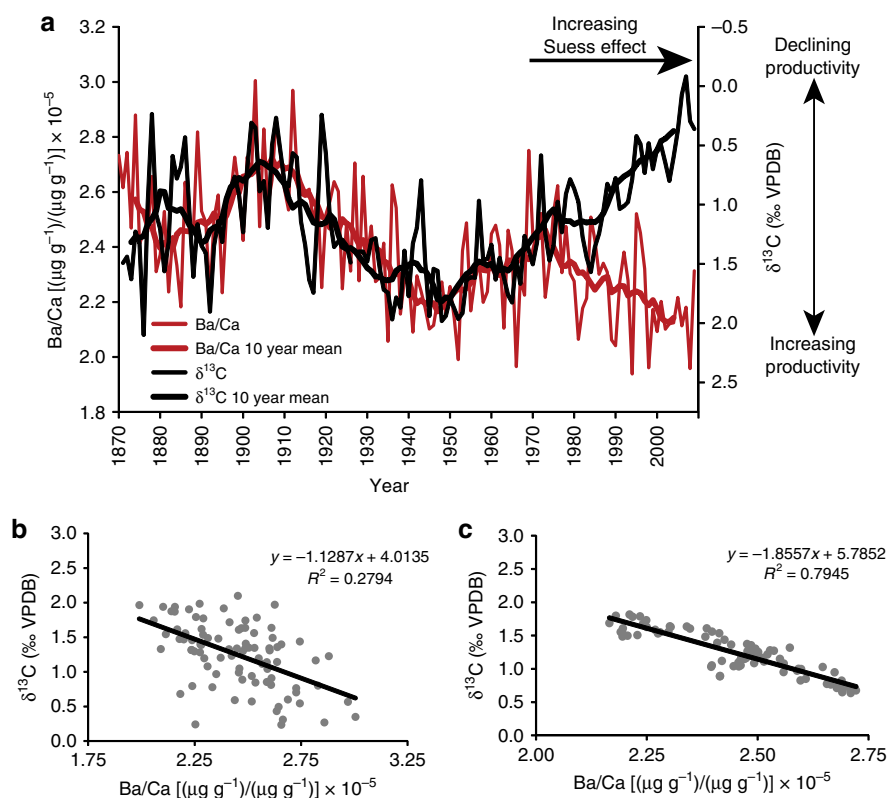 a
Increasing
Suess effect
Declining
productivity
Increasing
productivity
Ba/Ca [(µg g⁻¹)/(µg g⁻¹)] × 10⁻⁵
3.2
3.0
2.8
2.6
2.4
2.2
2.0
1.8
δ¹³C (‰ VPDB)
−0.5
−0.0
0.5
1.0
1.5
2.0
2.5
Ba/Ca
Ba/Ca 10 year mean
δ¹³C
δ¹³C 10 year mean
1870
1880
1890
1900
1910
1920
1930
1940
1950
1960
1970
1980
1990
2000
Year
b
y = −1.1287x + 4.0135
R² = 0.2794
δ¹³C (‰ VPDB)
3.0
2.5
2.0
1.5
1.0
0.5
0.0
1.75 2.25 2.75 3.25
Ba/Ca [(µg g⁻¹)/(µg g⁻¹)] × 10⁻⁵
c
y = −1.8557x + 5.7852
R² = 0.7945
δ¹³C (‰ VPDB)
3.0
2.5
2.0
1.5
1.0
0.5
0.0
2.00 2.25 2.50 2.75
Ba/Ca [(µg g⁻¹)/(µg g⁻¹)] × 10⁻⁵